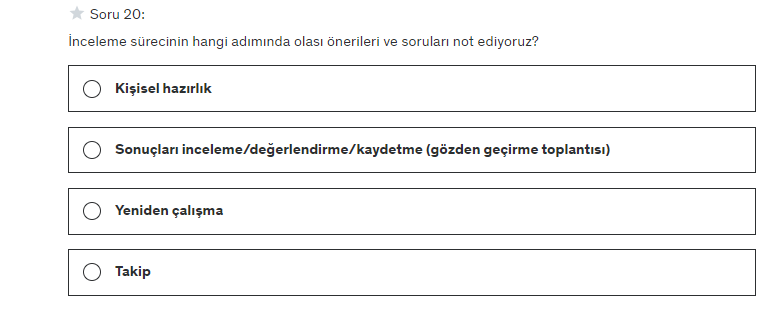 Soru 20:
İnceleme sürecinin hangi adımında olası önerileri ve soruları not ediyoruz?
Kişisel hazırlık
Sonuçları inceleme/değerlendirme/kaydetme (gözden geçirme toplantısı)
Yeniden çalışma
Takip